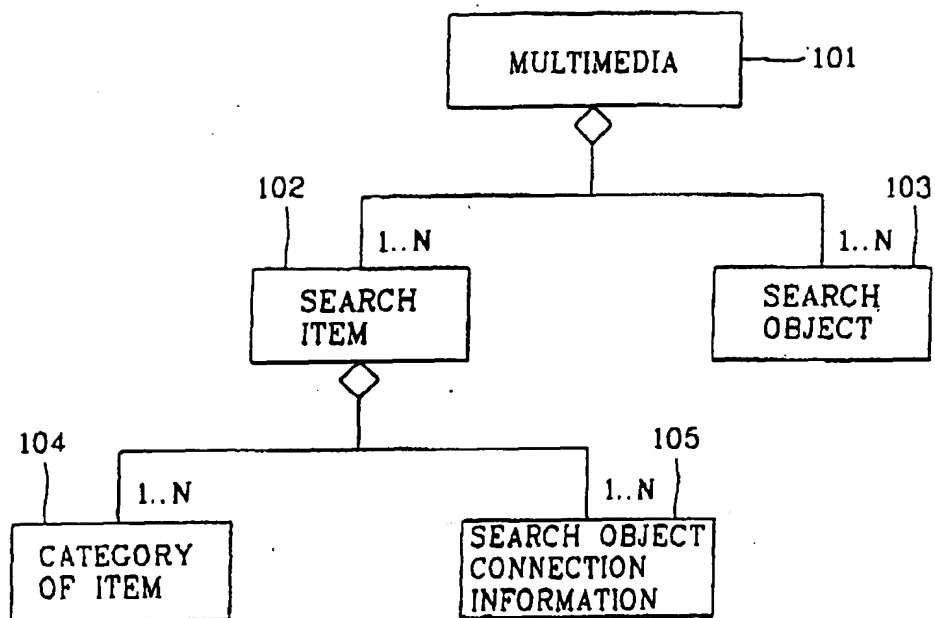 MULTIMEDIA
101
102
103
1..N
1..N
SEARCH
ITEM
SEARCH
OBJECT
104
105
1..N
1..N
CATEGORY
OF ITEM
SEARCH OBJECT
CONNECTION
INFORMATION